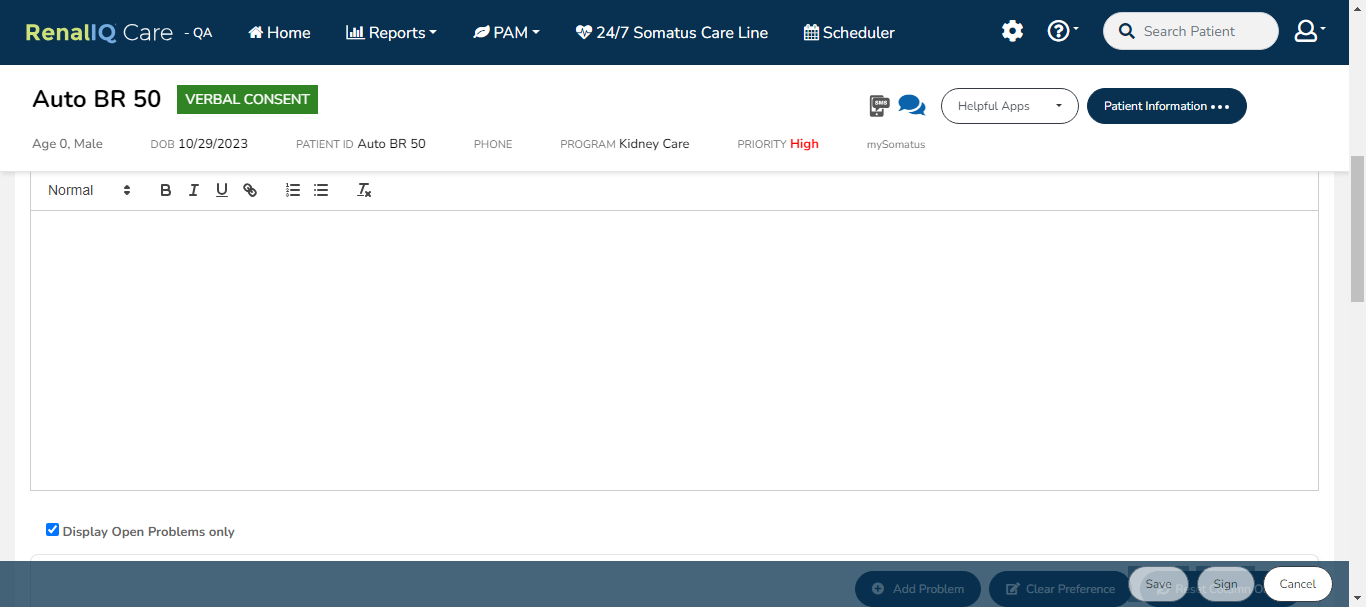 RenalIQ Care - QA Home Reports PAM 24/7 Somatus Care Line Scheduler Search Patient
Auto BR 50 VERBAL CONSENT SMS Helpful Apps Patient Information
Age 0, Male DOB 10/29/2023 PATIENT ID Auto BR 50 PHONE PROGRAM Kidney Care PRIORITY High mySomatus
Normal B I U
Display Open Problems only
Add Problem Clear Preference Reset Save Sign Cancel